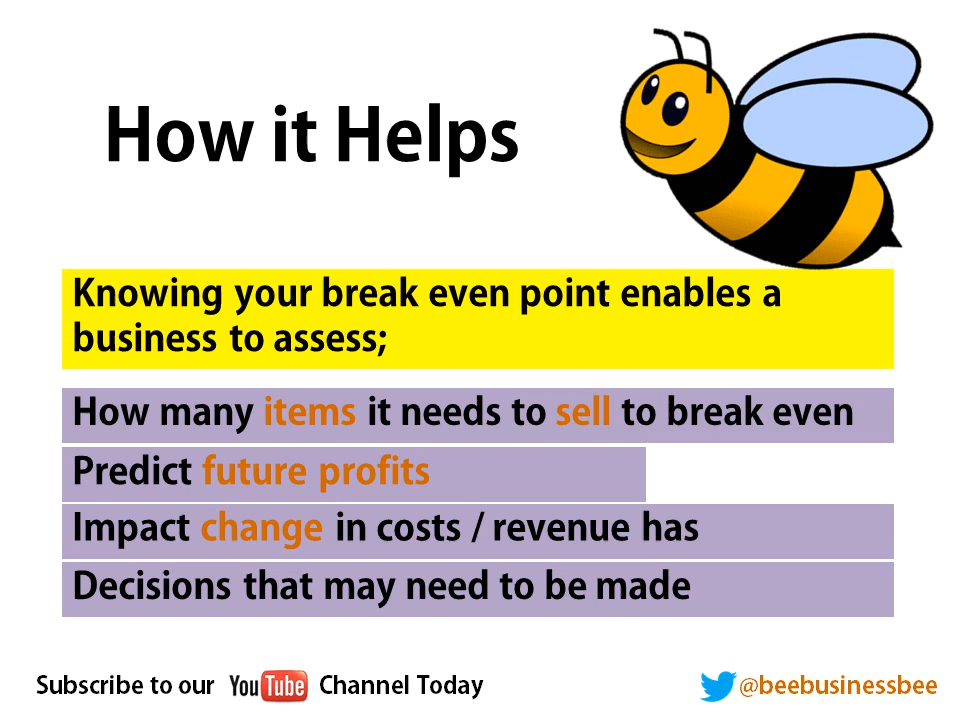 How it Helps
Knowing your break even point enables a
business to assess;
How many items it needs to sell to break even
Predict future profits
Impact change in costs / revenue has
Decisions that may need to be made
Subscribe to our YouTube Channel Today
@beebusinessbee